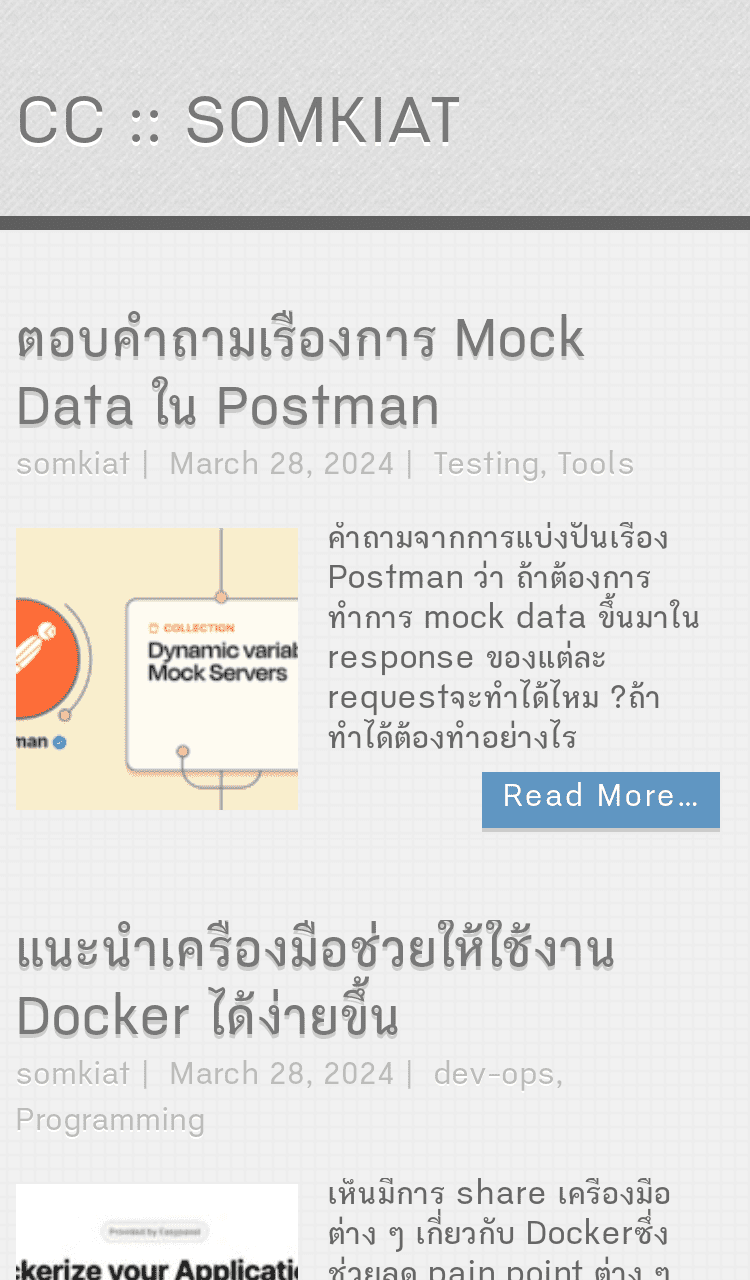 CC :: SOMKIAT
ตอบคำถามเรื่องการ Mock
Data ใน Postman
somkiat | March 28, 2024 | Testing, Tools
คำถามจากการแบ่งปันเรื่อง
Postman ว่า ถ้าต้องการ
ทำการ mock data ขึ้นมาใน
response ของแต่ละ
requestจะทำได้ไหม ?ถ้า
ทำได้ต้องทำอย่างไร
COLLECTION
Dynamic variab
Mock Servers
man
Read More...
แนะนำเครื่องมือช่วยให้ใช้งาน
Docker ได้ง่ายขึ้น
somkiat | March 28, 2024 | dev-ops,
Programming
เห็นมีการ share เครื่องมือ
ต่าง ๆ เกี่ยวกับ Dockerซึ่ง
ช่วยลด pain point ต่าง ๆ
Provided by Easypanel
ckerize your Applicatio